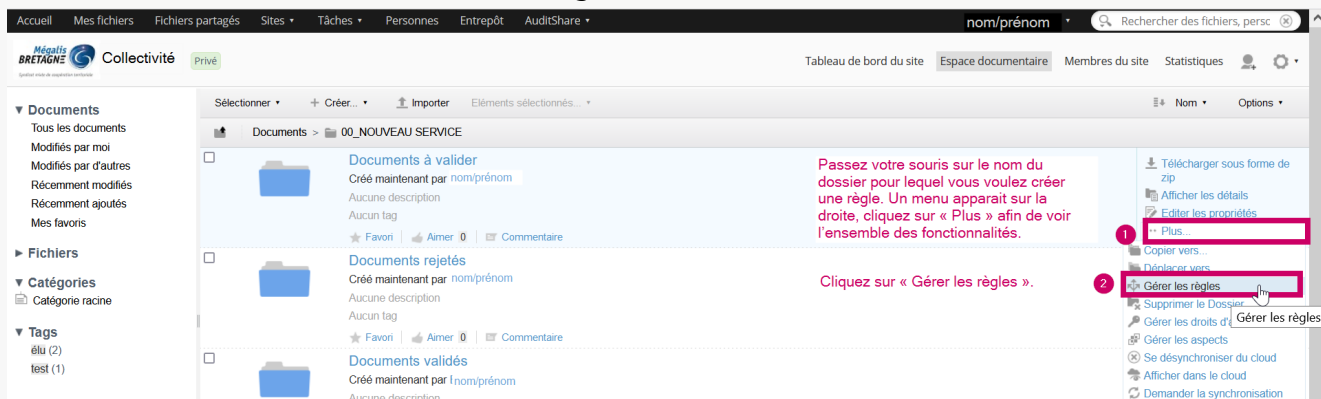 Accueil Mes fichiers Fichiers partagés Sites Tâches Personnes Entrepôt AuditShare nom/prénom Rechercher des fichiers, persc
Mégalis
BRETAGNE Collectivité Privé Tableau de bord du site Espace documentaire Membres du site Statistiques
Sélectionner + Créer... Importer Eléments sélectionnés... Nom Options
Documents
Tous les documents
Modifiés par moi
Modifiés par d'autres
Récemment modifiés
Récemment ajoutés
Mes favoris
Fichiers
Catégories
Catégorie racine
Tags
élu (2)
test (1)
Documents > 00_NOUVEAU SERVICE
Documents à valider
Créé maintenant par nom/prénom
Aucune description
Aucun tag
Favori Aimer 0 Commentaire
Documents rejetés
Créé maintenant par nom/prénom
Aucune description
Aucun tag
Favori Aimer 0 Commentaire
Documents validés
Créé maintenant par nom/prénom
Aucune description
Passez votre souris sur le nom du
dossier pour lequel vous voulez créer
une règle. Un menu apparait sur la
droite, cliquez sur « Plus » afin de voir
l'ensemble des fonctionnalités.
Cliquez sur « Gérer les règles ».
Télécharger sous forme de
zip
Afficher les détails
Editer les propriétés
1 Plus...
Copier vers...
Déplacer vers...
2 Gérer les règles
Supprimer le Dossier
Gérer les droits d'a
Gérer les règles
Gérer les aspects
Se désynchroniser du cloud
Afficher dans le cloud
Demander la synchronisation